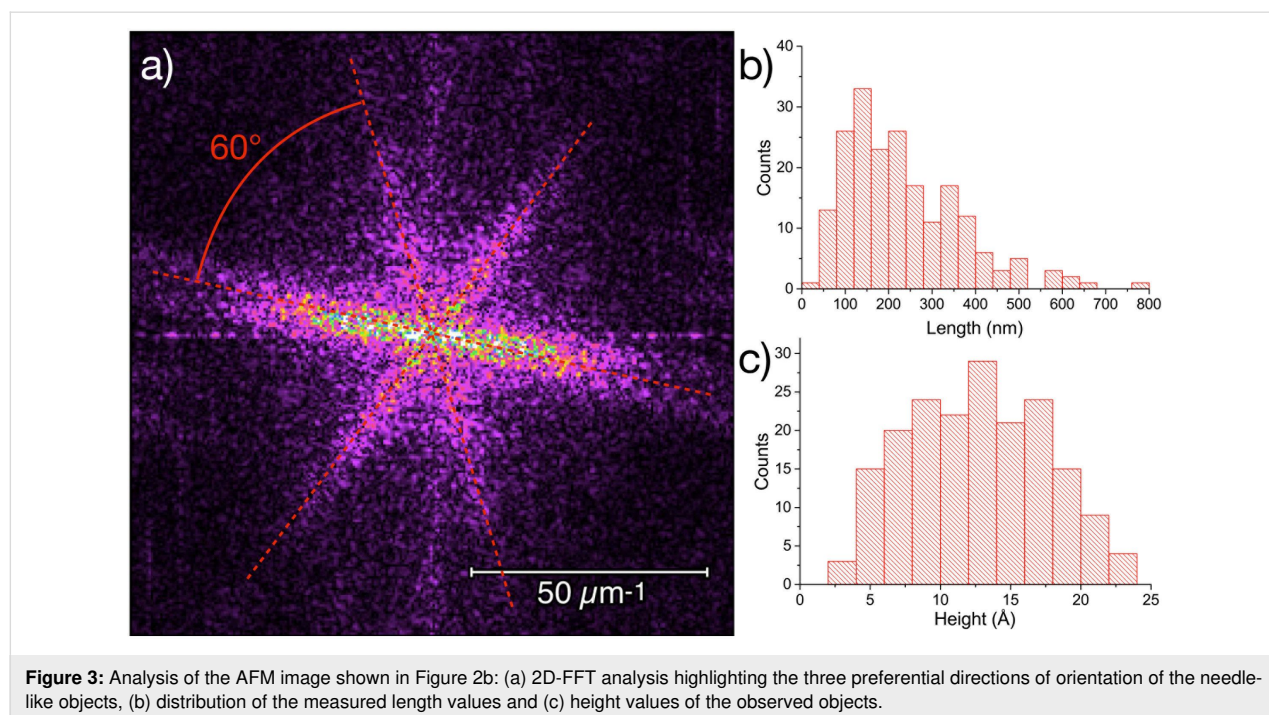 a)
60°
50 µm-1
b)
40
30
20
10
0
Counts
0 100 200 300 400 500 600 700 800
Length (nm)
c)
30
25
20
15
10
5
0
Counts
0 5 10 15 20 25
Height (Å)
Figure 3: Analysis of the AFM image shown in Figure 2b: (a) 2D-FFT analysis highlighting the three preferential directions of orientation of the needle-
like objects, (b) distribution of the measured length values and (c) height values of the observed objects.